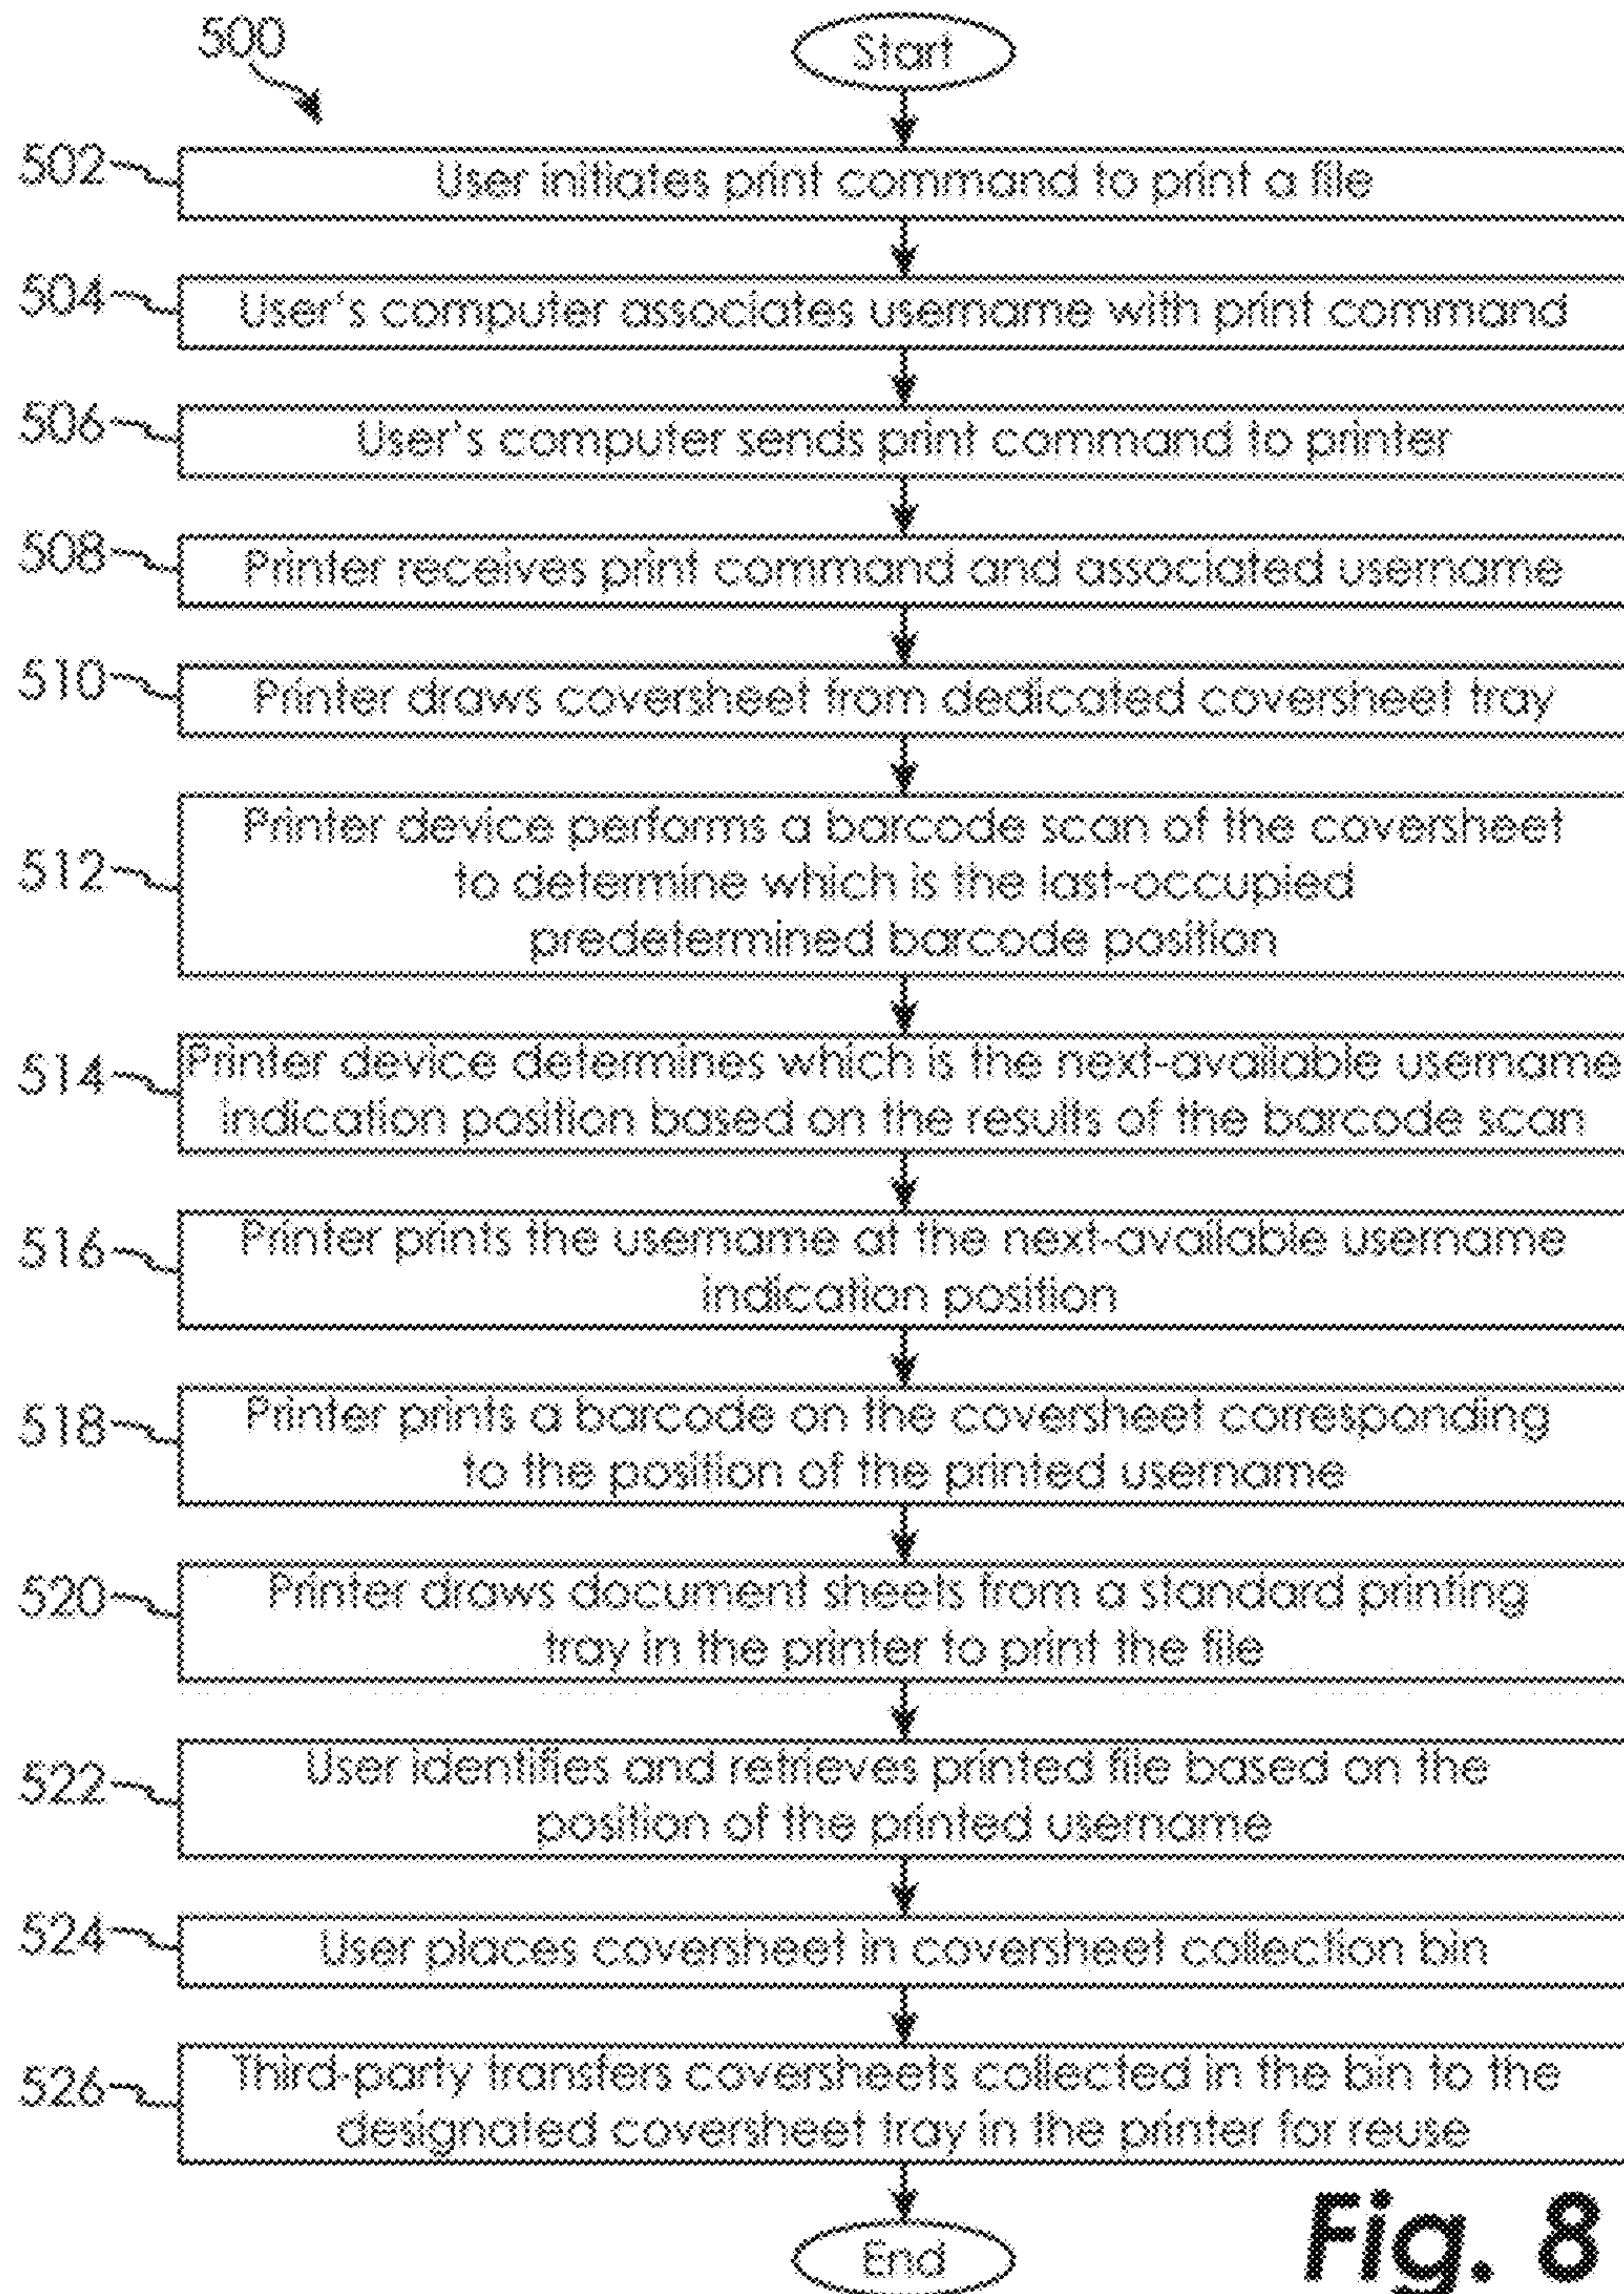 500
Start
502
User initiates print command to print a file
504
User's computer associates username with print command
506
User's computer sends print command to printer
508
Printer receives print command and associated username
510
Printer draws coversheet from dedicated coversheet tray
512
Printer device performs a barcode scan of the coversheet
to determine which is the last-occupied
predetermined barcode position
514
Printer device determines which is the next-available username
indication position based on the results of the barcode scan
516
Printer prints the username at the next-available username
indication position
518
Printer prints a barcode on the coversheet corresponding
to the position of the printed username
520
Printer draws document sheets from a standard printing
tray in the printer to print the file
522
User identifies and retrieves printed file based on the
position of the printed username
524
User places coversheet in coversheet collection bin
526
Third-party transfers coversheets collected in the bin to the
designated coversheet tray in the printer for reuse
End
Fig. 8